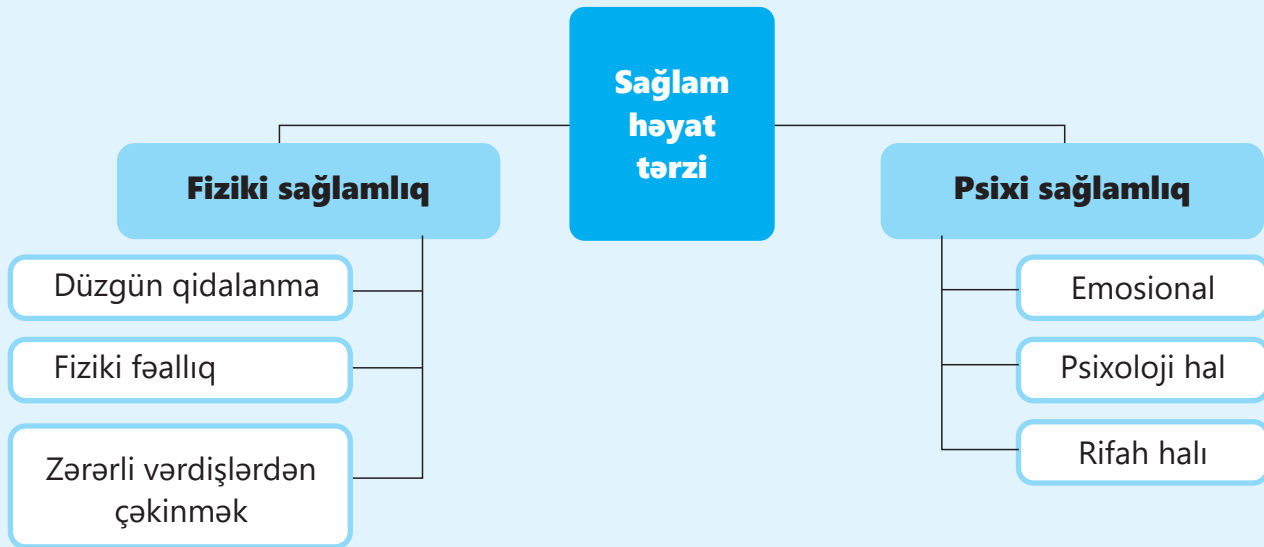 Sağlam
həyat
tərzi
Fiziki sağlamlıq
Düzgün qidalanma
Fiziki fəallıq
Zərərli vərdişlərdən
çəkinmək
Psixi sağlamlıq
Emosional
Psixoloji hal
Rifah halı